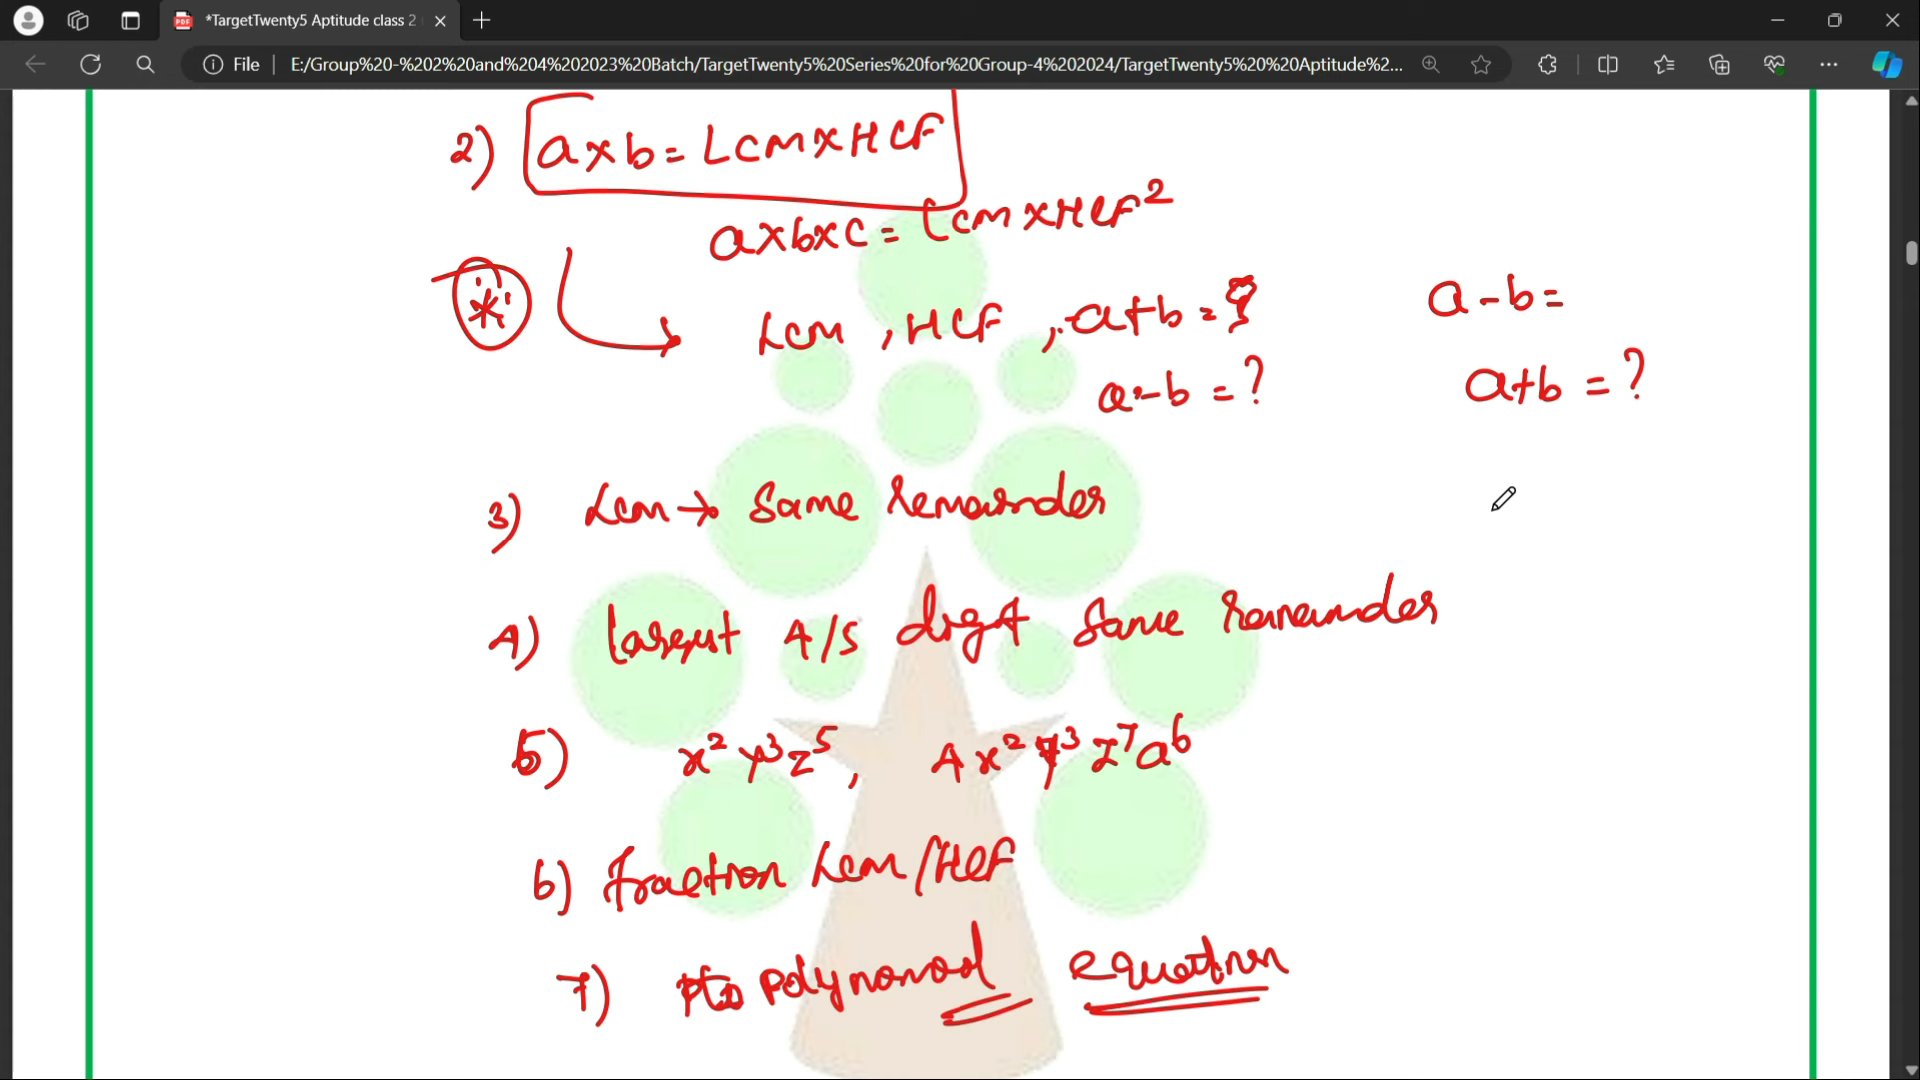 *TargetTwenty5 Aptitude class 2
File E:/Group%20-%202%20and%204%202023%20Batch/TargetTwenty5%20Series%20for%20Group-4%202024/TargetTwenty5%20%20Aptitude%2...
2) a×b = LCM×HCF
a×b×c = LCM×HCF²
* LCM, HCF, a+b = ?
a-b =
a-b = ?
a+b = ?
3) LCM → Same remainder
4) largest 4/5 digit Same remainder
5) x²y³z⁵, 4x²y³z⁷a⁶
6) fraction LCM/HCF
7) polynomial equation